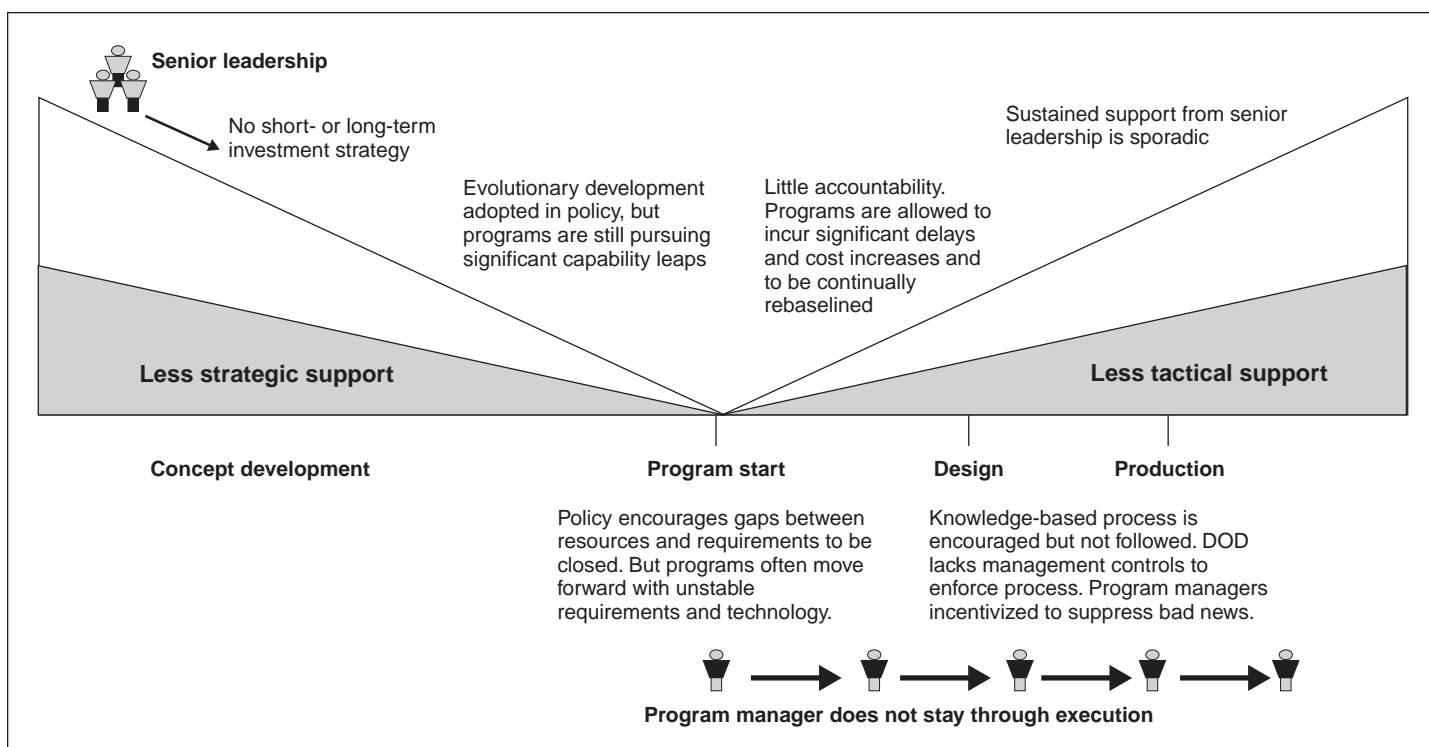 Senior leadership
No short- or long-term
investment strategy
Evolutionary development
adopted in policy, but
programs are still pursuing
significant capability leaps
Little accountability.
Programs are allowed to
incur significant delays
and cost increases and
to be continually
rebaselined
Sustained support from senior
leadership is sporadic
Less strategic support
Less tactical support
Concept development
Program start
Design
Production
Policy encourages gaps between
resources and requirements to be
closed. But programs often move
forward with unstable
requirements and technology.
Knowledge-based process is
encouraged but not followed. DOD
lacks management controls to
enforce process. Program managers
incentivized to suppress bad news.
Program manager does not stay through execution